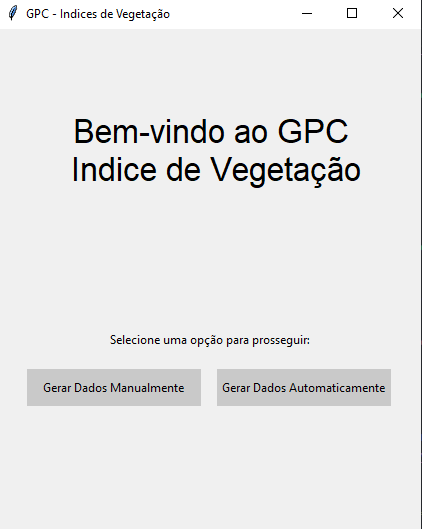 GPC - Indices de Vegetação
Bem-vindo ao GPC
Indice de Vegetação
Selecione uma opção para prosseguir:
Gerar Dados Manualmente
Gerar Dados Automaticamente